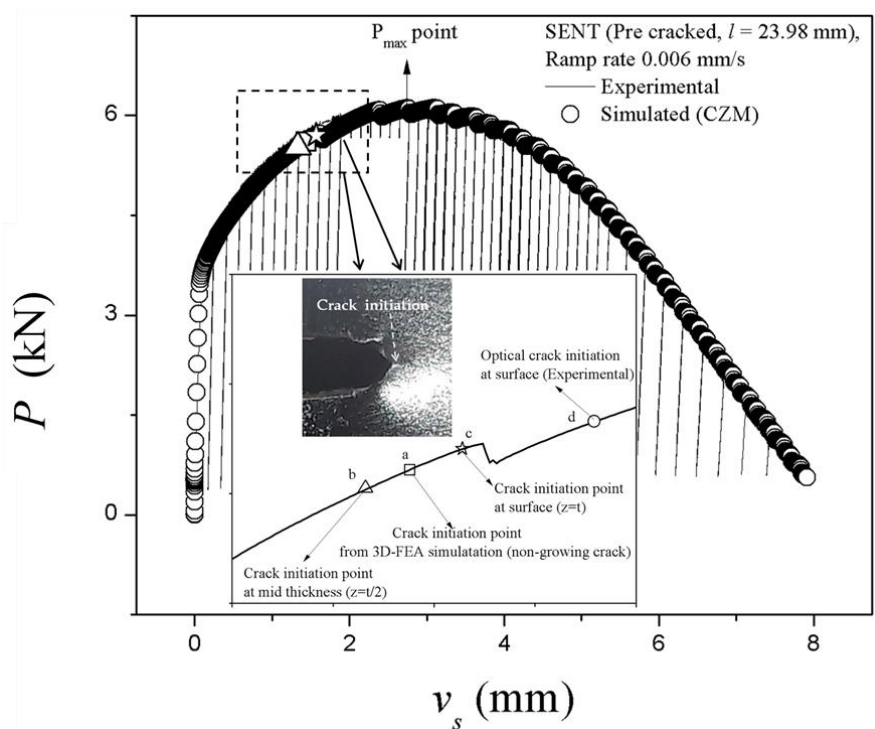 P_max point
SENT (Pre cracked, l = 23.98 mm),
Ramp rate 0.006 mm/s
Experimental
Simulated (CZM)
6
3
0
P (kN)
Crack initiation
Optical crack initiation
at surface (Experimental)
d
c
a
b
Crack initiation point
at surface (z=t)
Crack initiation point
from 3D-FEA simulatation (non-growing crack)
Crack initiation point
at mid thickness (z=t/2)
0 2 4 6 8
v_s (mm)